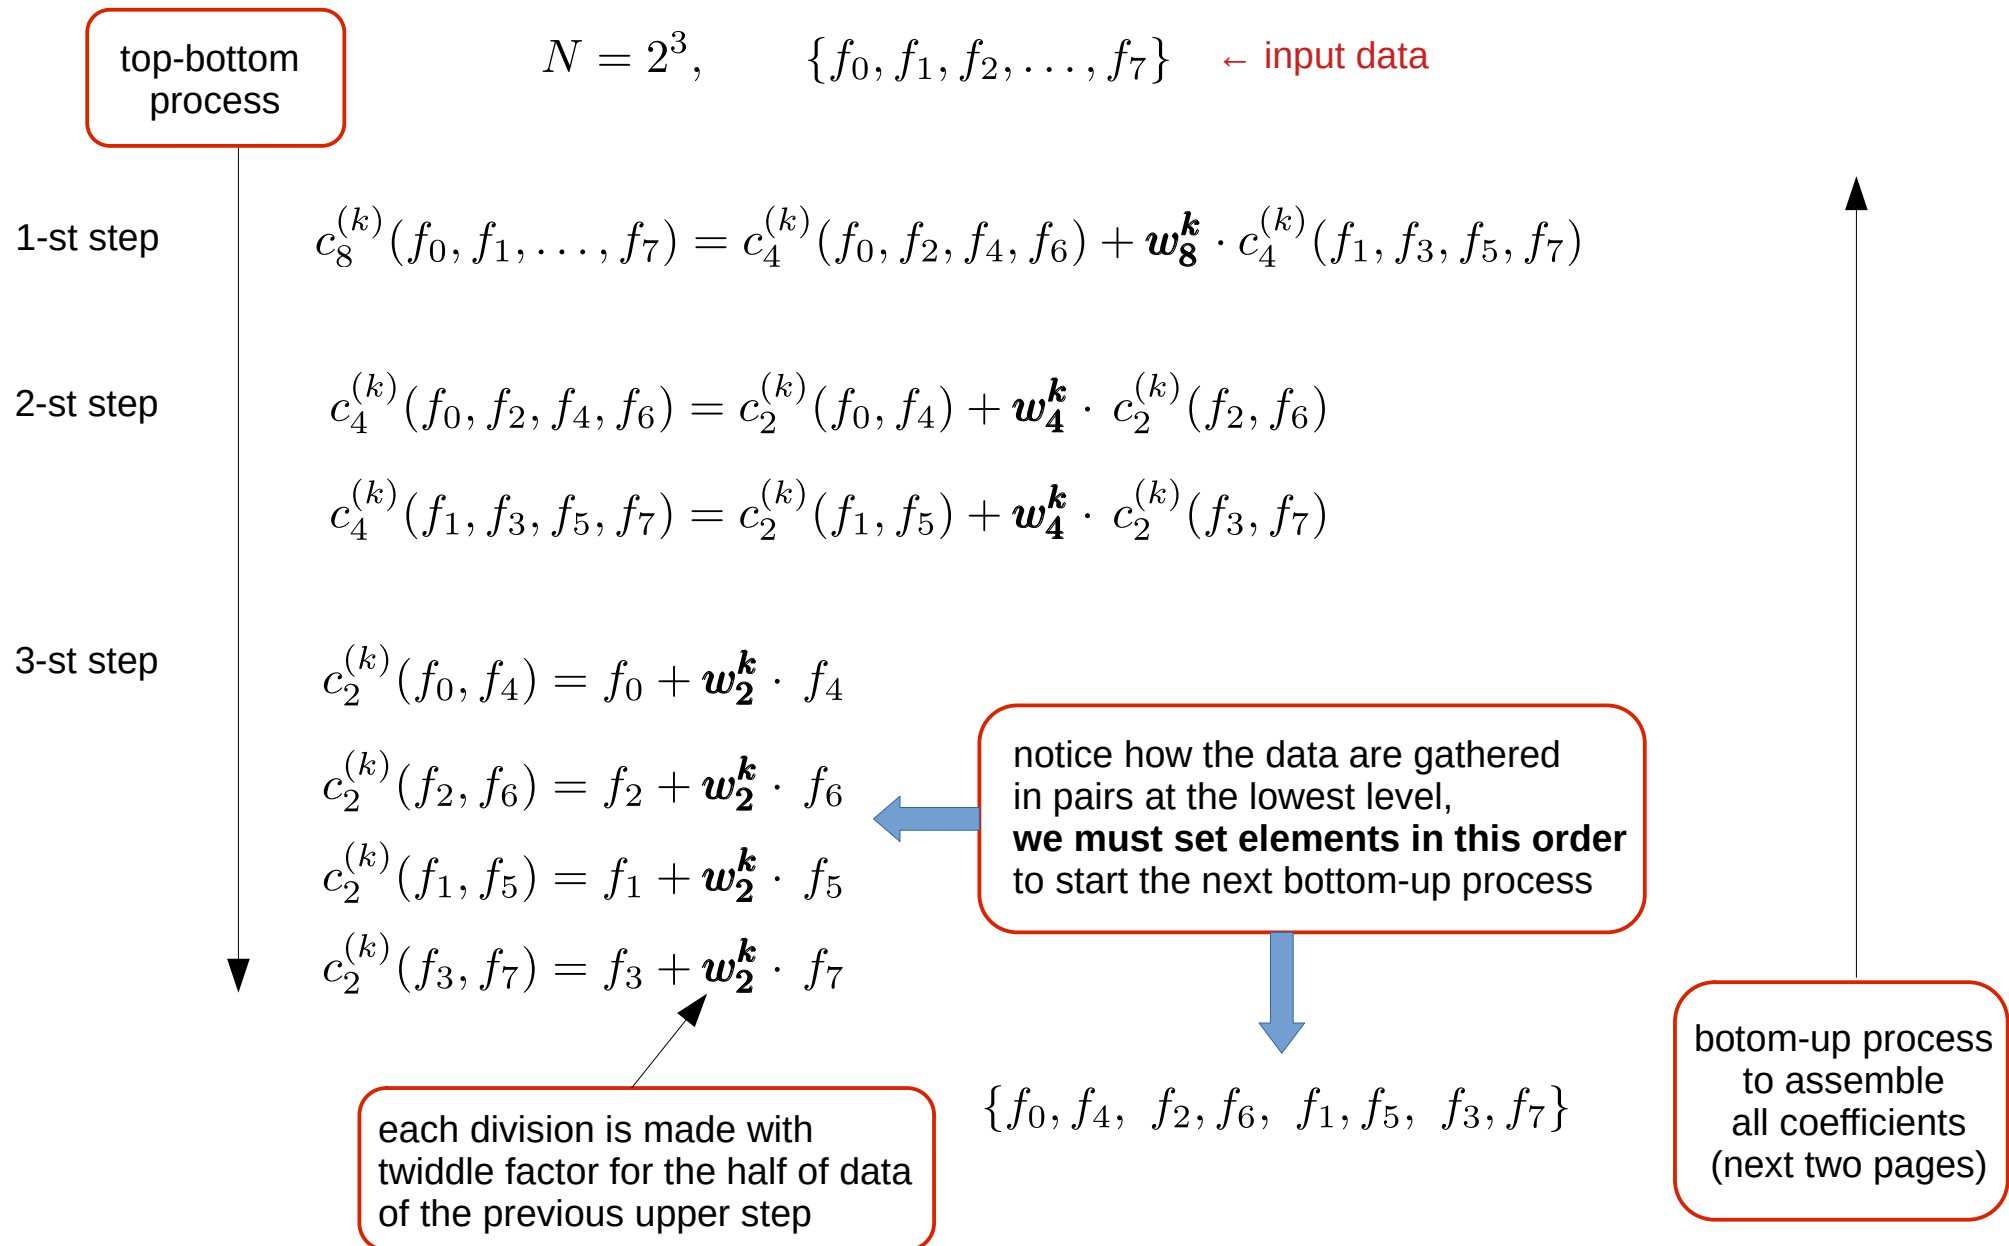 top-bottom
process
N = 2^3,    {f_0, f_1, f_2, ..., f_7}    ← input data
1-st step    c_8^{(k)}(f_0, f_1, ..., f_7) = c_4^{(k)}(f_0, f_2, f_4, f_6) + w_8^k · c_4^{(k)}(f_1, f_3, f_5, f_7)
2-st step    c_4^{(k)}(f_0, f_2, f_4, f_6) = c_2^{(k)}(f_0, f_4) + w_4^k · c_2^{(k)}(f_2, f_6)
c_4^{(k)}(f_1, f_3, f_5, f_7) = c_2^{(k)}(f_1, f_5) + w_4^k · c_2^{(k)}(f_3, f_7)
3-st step    c_2^{(k)}(f_0, f_4) = f_0 + w_2^k · f_4
c_2^{(k)}(f_2, f_6) = f_2 + w_2^k · f_6
c_2^{(k)}(f_1, f_5) = f_1 + w_2^k · f_5
c_2^{(k)}(f_3, f_7) = f_3 + w_2^k · f_7
notice how the data are gathered
in pairs at the lowest level,
we must set elements in this order
to start the next bottom-up process
{f_0, f_4, f_2, f_6, f_1, f_5, f_3, f_7}
each division is made with
twiddle factor for the half of data
of the previous upper step
botom-up process
to assemble
all coefficients
(next two pages)